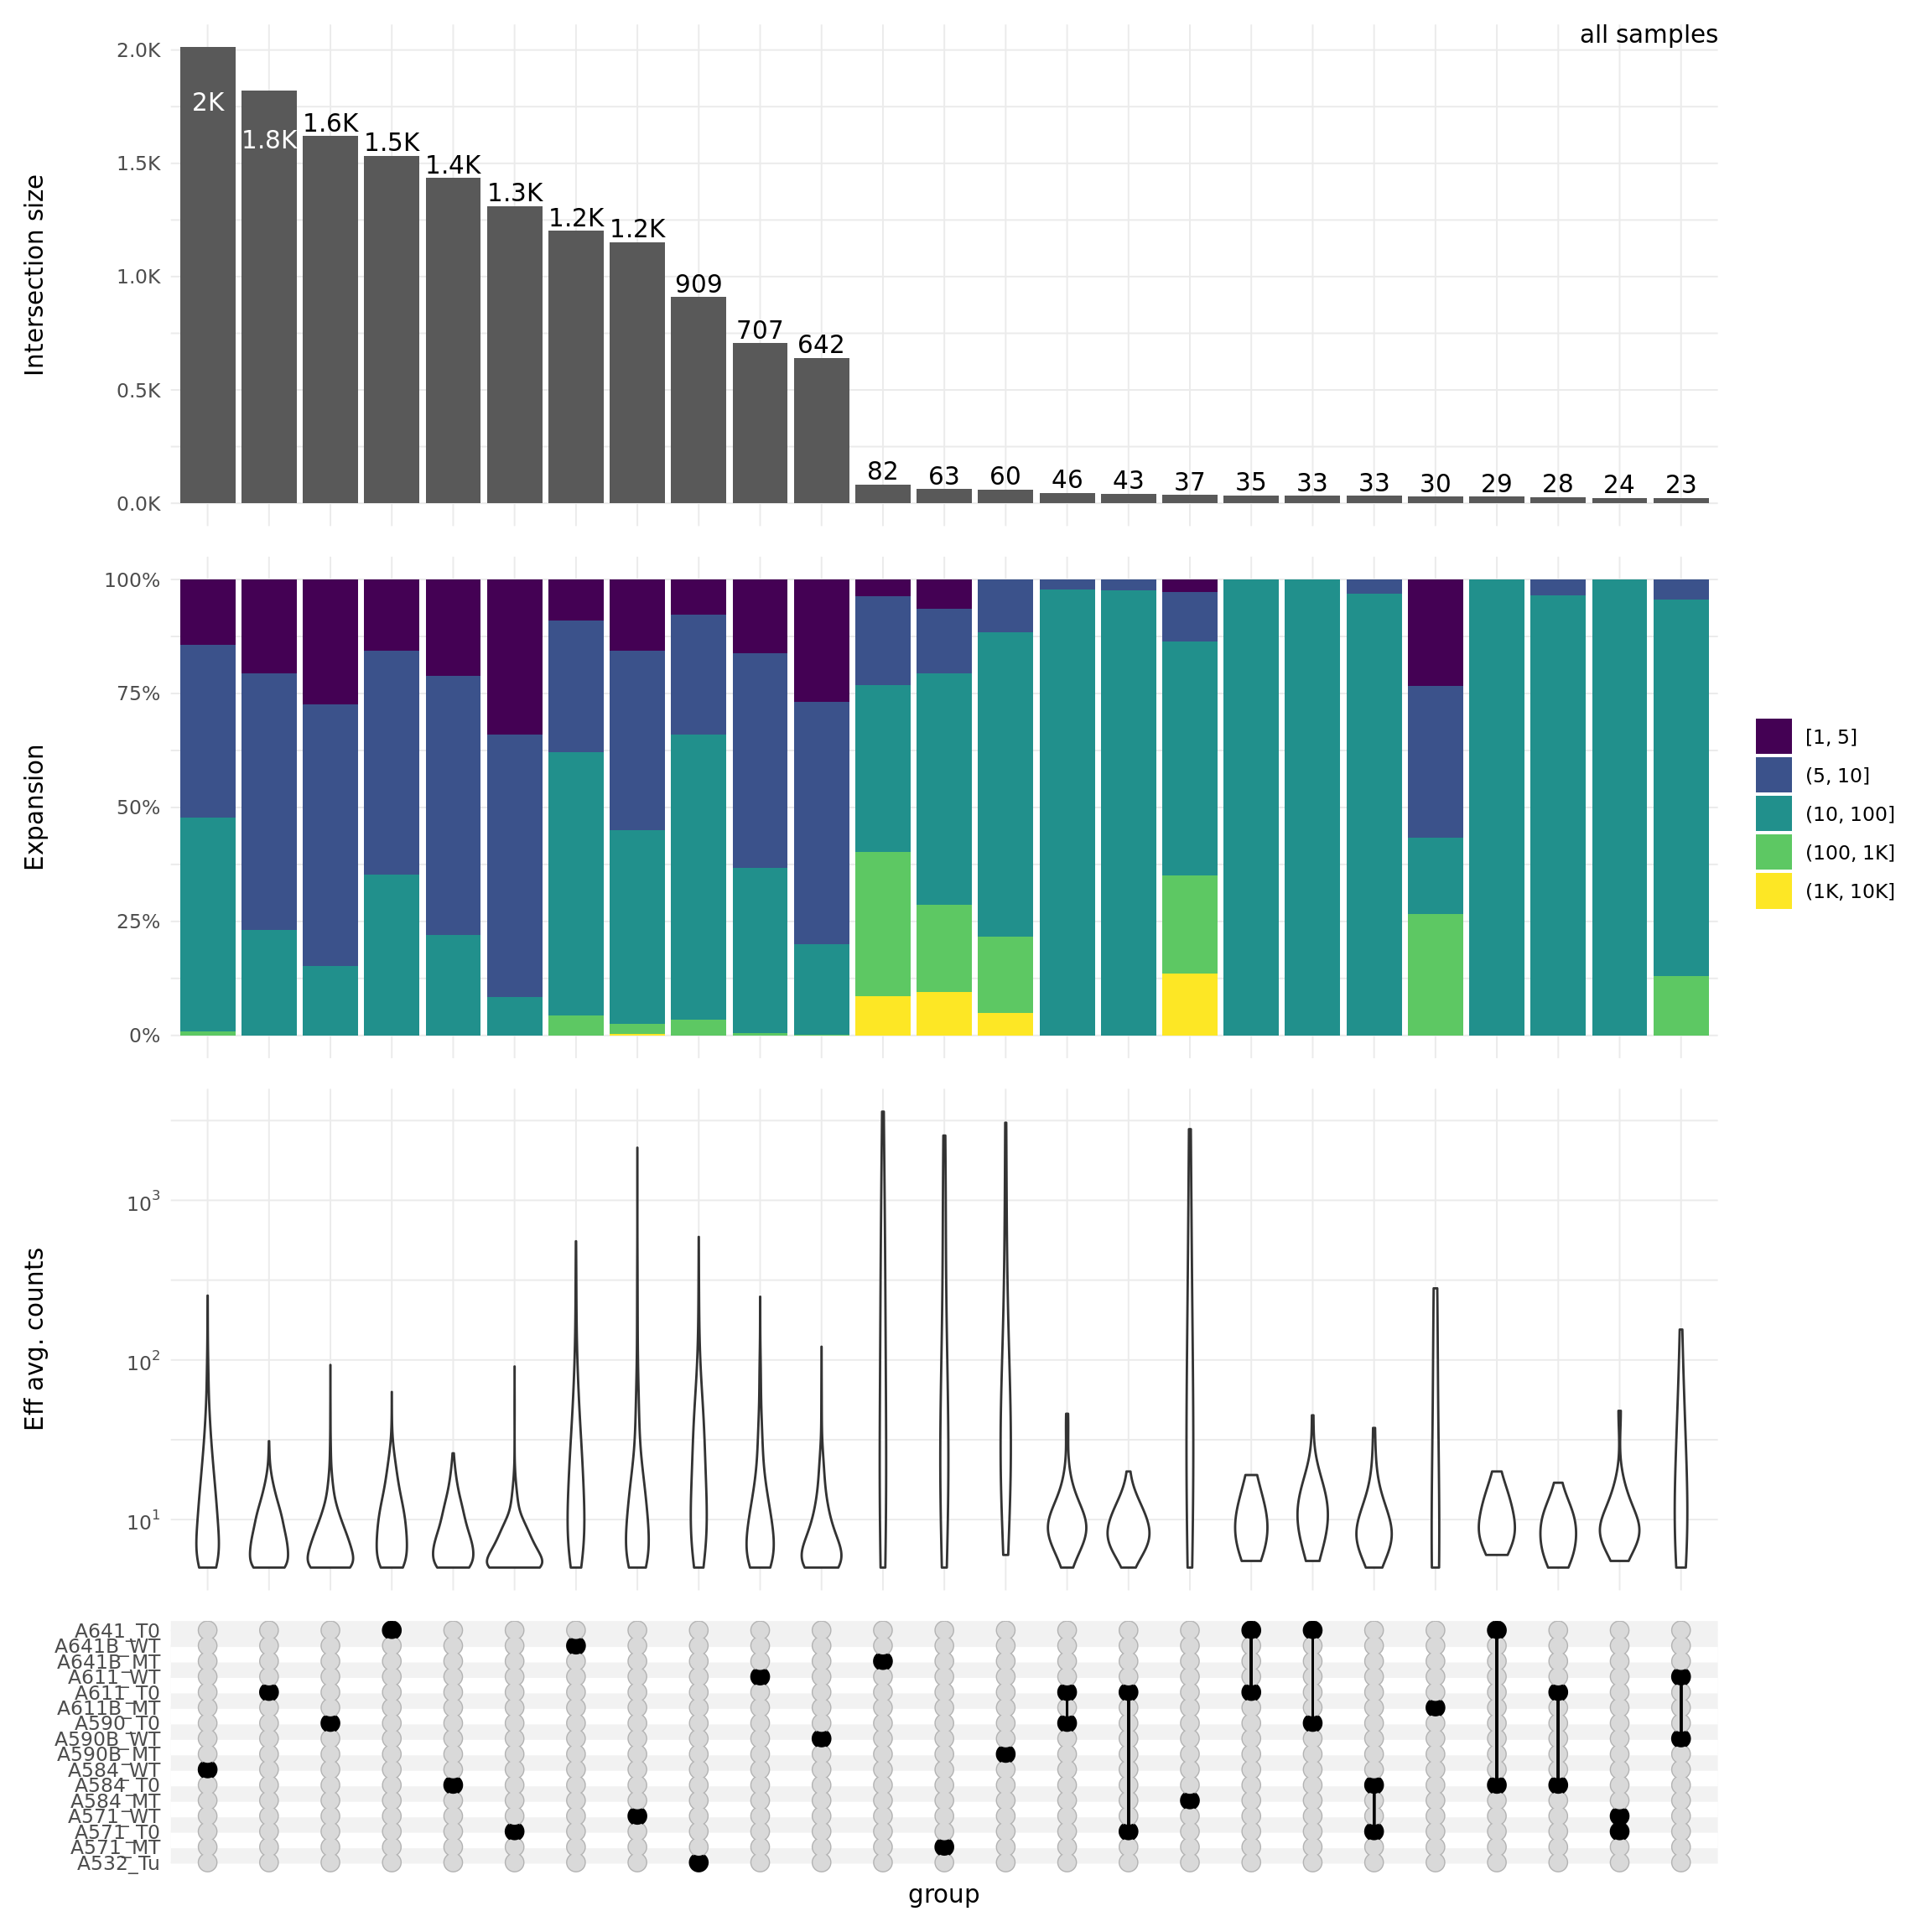 all samples
Intersection size
2.0K
1.5K
1.0K
0.5K
0.0K
2K
1.8K
1.6K
1.5K
1.4K
1.3K
1.2K
1.2K
909
707
642
82
63
60
46
43
37
35
33
33
30
29
28
24
23
Expansion
100%
75%
50%
25%
0%
[1, 5]
(5, 10]
(10, 100]
(100, 1K]
(1K, 10K]
Eff avg. counts
10³
10²
10¹
A641_T0
A641B_WT
A641B_MT
A611_WT
A611_T0
A611B_MT
A590_T0
A590B_WT
A590B_MT
A584_WT
A584_T0
A584_MT
A571_WT
A571_T0
A571_MT
A532_Tu
group